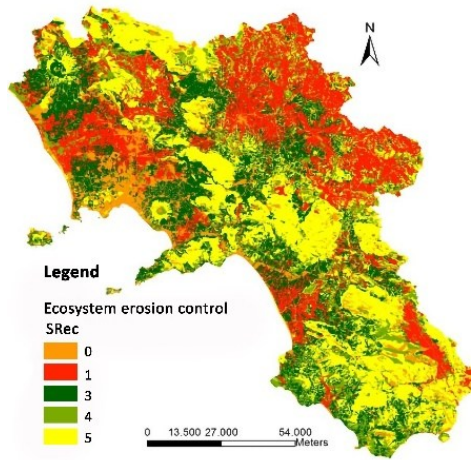 N
Legend
Ecosystem erosion control
SRec
0
1
3
4
5
0 13.500 27.000 54.000
Meters